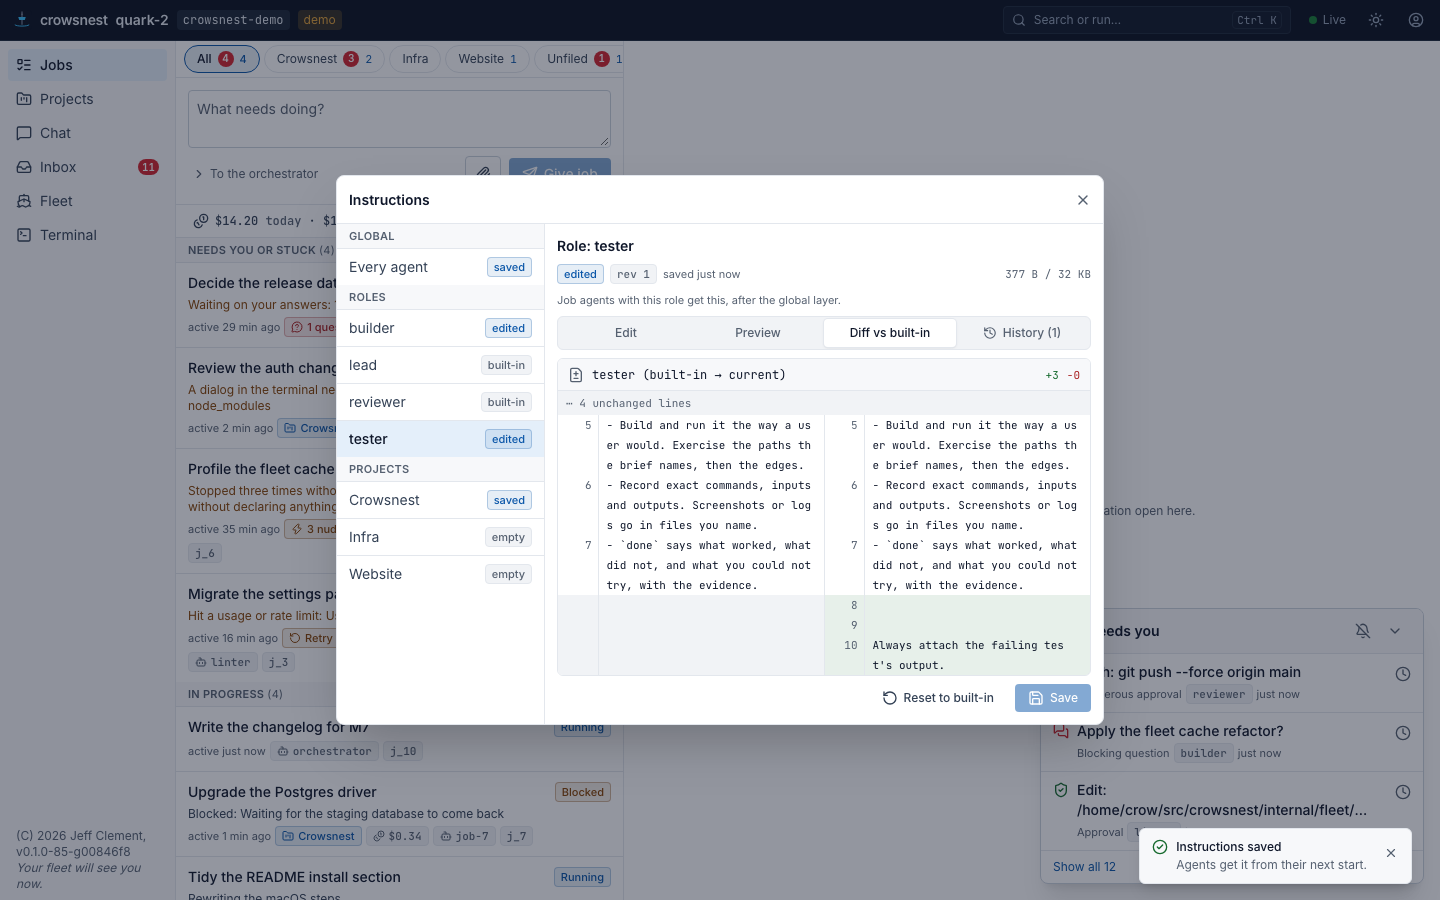 crowsnest quark-2 crowsnest-demo demo
Search or run... Ctrl K
Live
Jobs
Projects
Chat
Inbox 11
Fleet
Terminal
All 4 4
Crowsnest 3 2
Infra
Website 1
Unfiled 1 1
What needs doing?
To the orchestrator
Give job
$14.20 today ·
NEEDS YOU OR STUCK (4)
Decide the release
Waiting on your answers:
active 29 min ago
Review the auth
A dialog in the terminal
node_modules
active 2 min ago
Profile the fleet cache
Stopped three times
without declaring
active 35 min ago 3
j_6
Migrate the settings
Hit a usage or rate limit:
active 16 min ago Retry
linter j_3
IN PROGRESS (4)
Write the changelog for M7
Running
active just now orchestrator j_10
Upgrade the Postgres driver
Blocked
Blocked: Waiting for the staging database to come back
active 1 min ago Crowsnest $0.34 job-7 j_7
Tidy the README install section
Running
Rewriting the macOS steps
(C) 2026 Jeff Clement,
v0.1.0-85-g00846f8
Your fleet will see you
now.
Instructions
GLOBAL
Every agent saved
ROLES
builder edited
lead built-in
reviewer built-in
tester edited
PROJECTS
Crowsnest saved
Infra empty
Website empty
Role: tester
edited rev 1 saved just now
377 B / 32 KB
Job agents with this role get this, after the global layer.
Edit
Preview
Diff vs built-in
History (1)
tester (built-in → current)
+3 -0
⋯ 4 unchanged lines
5 - Build and run it the way a us
er would. Exercise the paths th
e brief names, then the edges.
6 - Record exact commands, inputs
and outputs. Screenshots or log
s go in files you name.
7 - `done` says what worked, what
did not, and what you could not
try, with the evidence.
5 - Build and run it the way a us
er would. Exercise the paths th
e brief names, then the edges.
6 - Record exact commands, inputs
and outputs. Screenshots or log
s go in files you name.
7 - `done` says what worked, what
did not, and what you could not
try, with the evidence.
8
9
10 Always attach the failing tes
t's output.
Reset to built-in
Save
open here.
you
git push --force origin main
approval reviewer just now
Apply the fleet cache refactor?
Blocking question builder just now
Edit:
/home/crow/src/crowsnest/internal/fleet/...
Approval
Show all 12
Instructions saved
Agents get it from their next start.